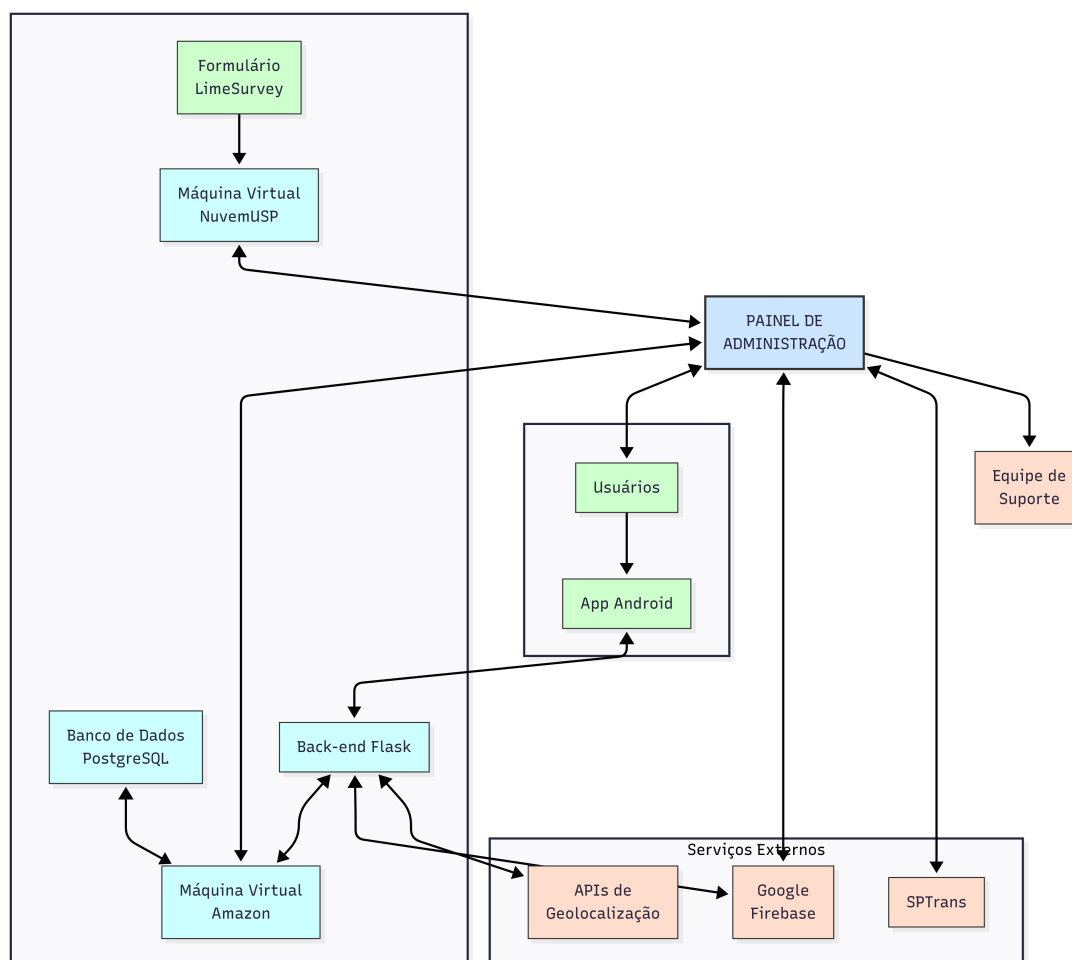 Formulário
LimeSurvey
Máquina Virtual
NuvemUSP
PAINEL DE
ADMINISTRAÇÃO
Usuários
Equipe de
Suporte
App Android
Banco de Dados
PostgreSQL
Back-end Flask
Serviços Externos
Máquina Virtual
Amazon
APIs de
Geolocalização
Google
Firebase
SPTrans